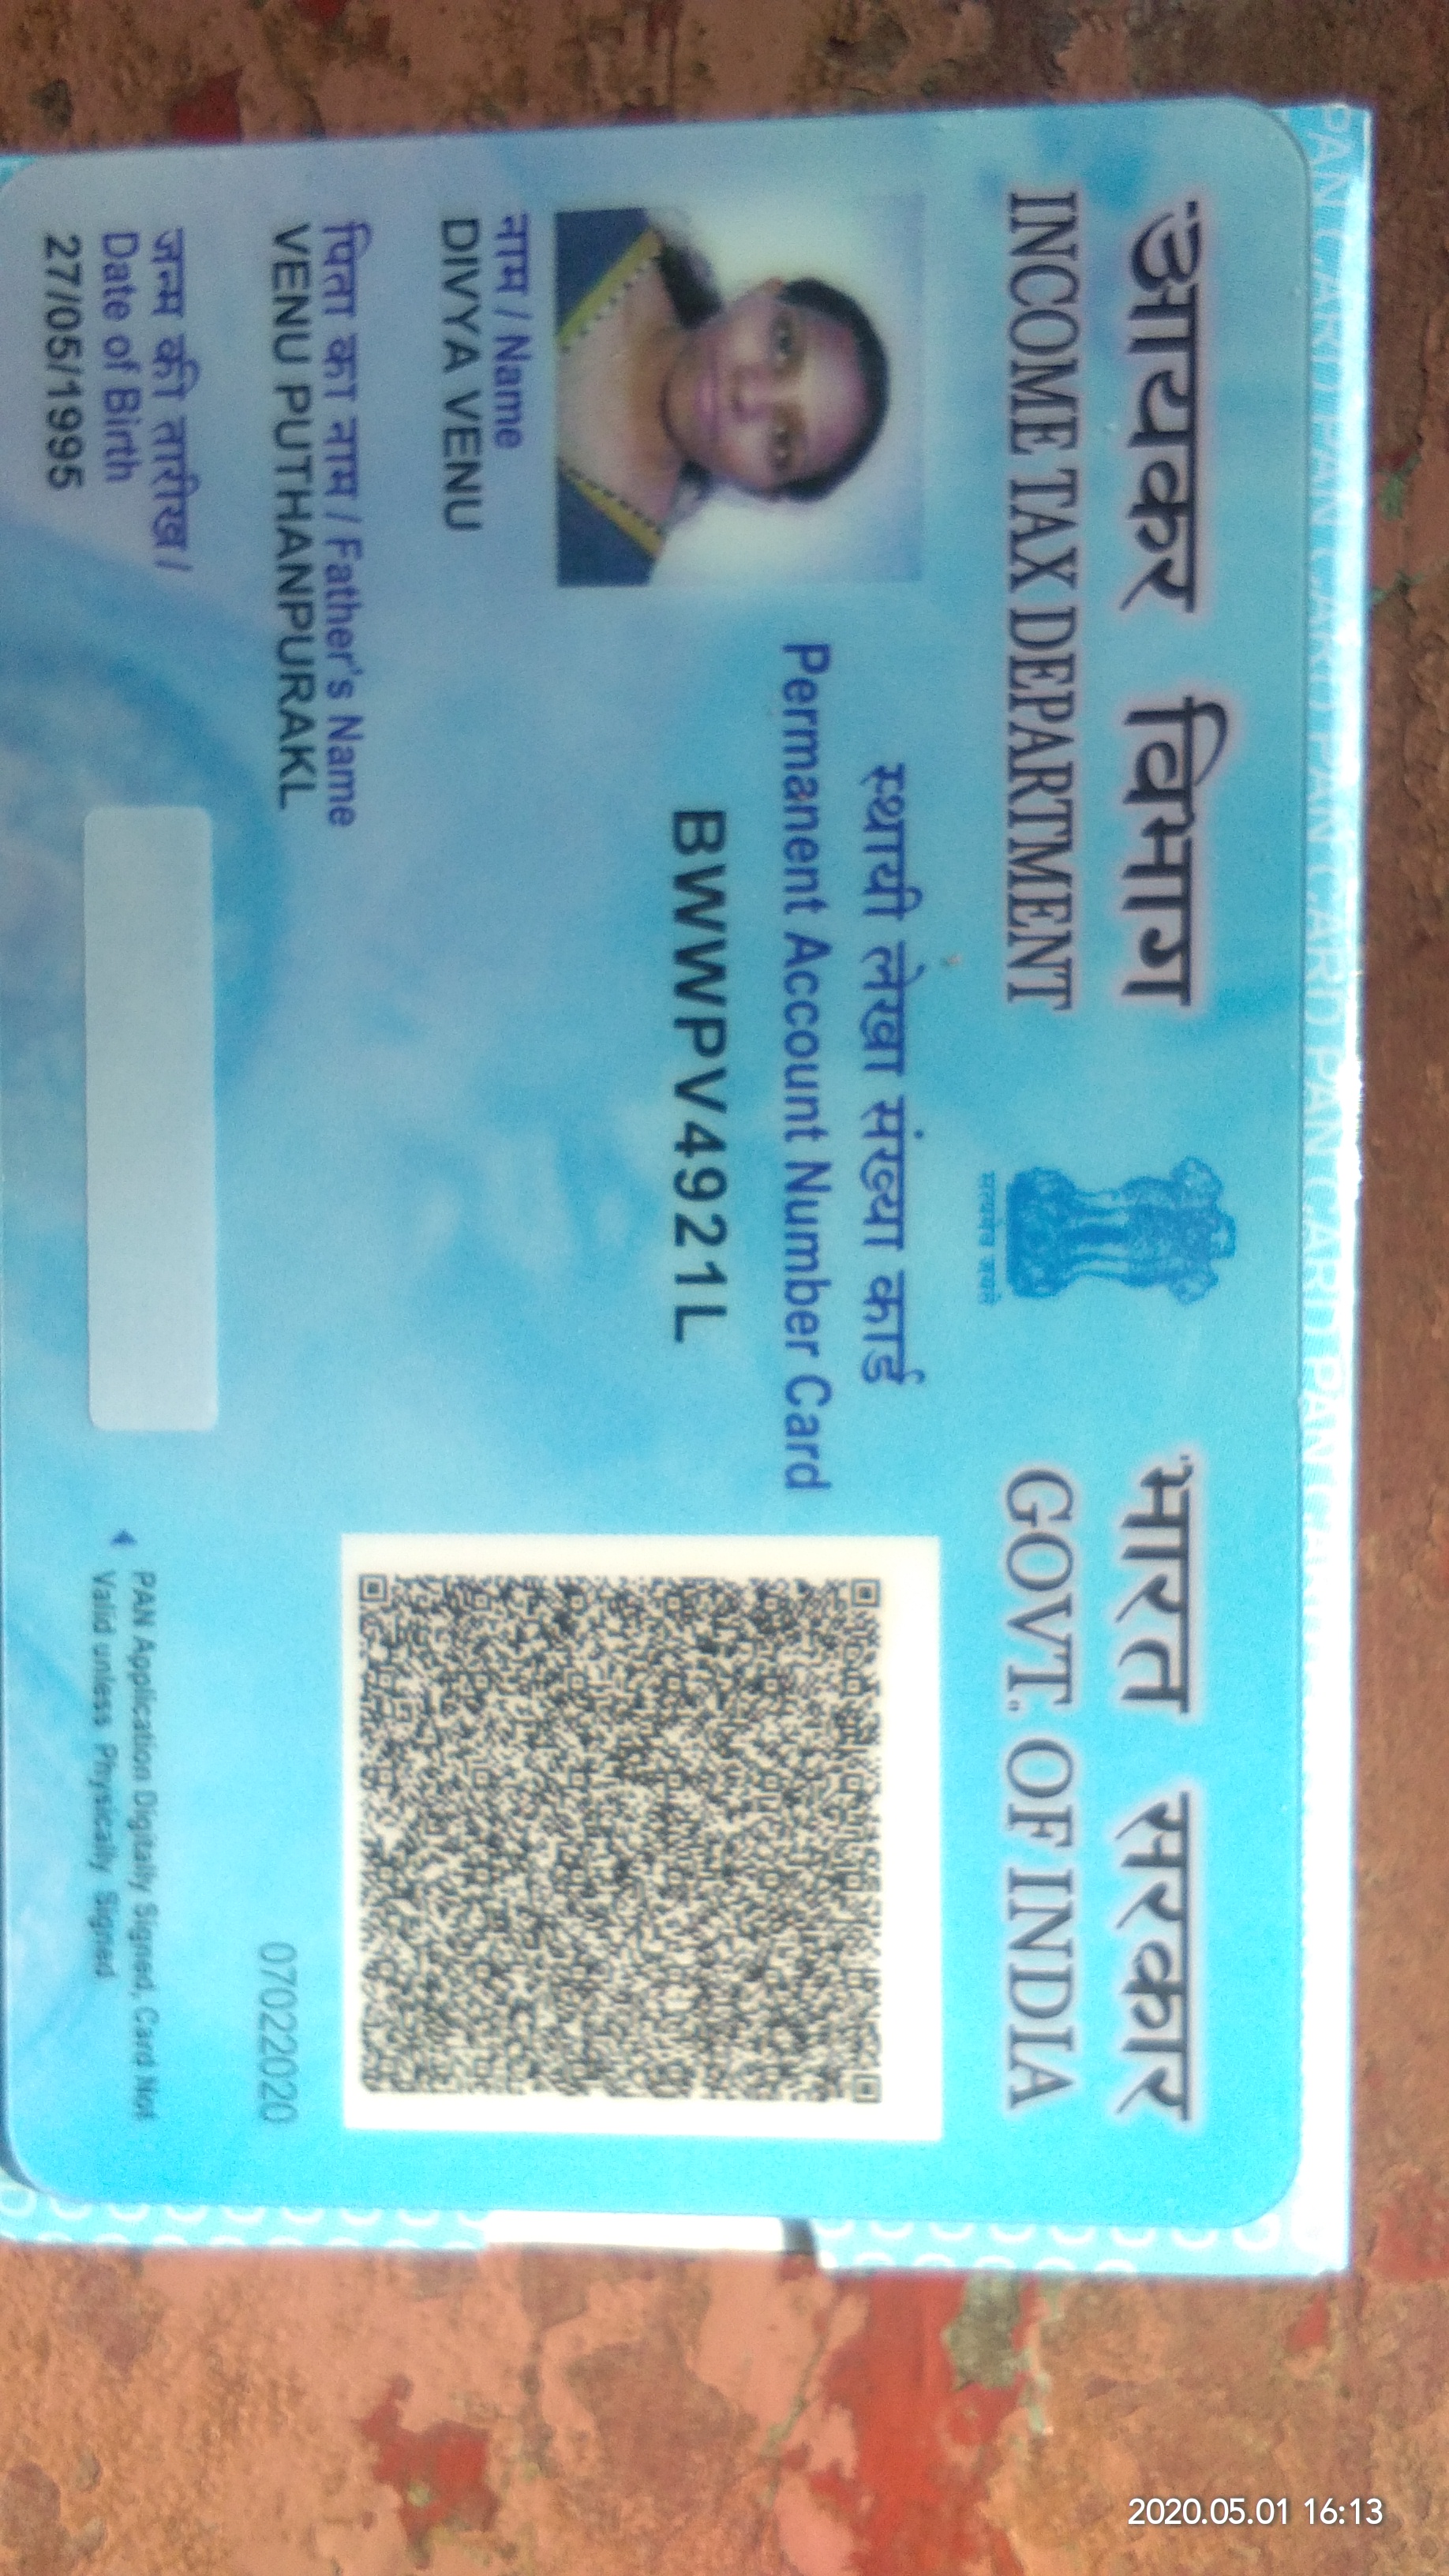 आयकर विभाग
INCOME TAX DEPARTMENT
सत्यमेव जयते
भारत सरकार
GOVT. OF INDIA
स्थायी लेखा संख्या कार्ड
Permanent Account Number Card
BWWPV4921L
नाम / Name
DIVYA VENU
पिता का नाम / Father's Name
VENU PUTHANPURAKL
जन्म की तारीख /
Date of Birth
27/05/1995
07022020
PAN Application Digitally Signed, Card Not
Valid unless Physically Signed
PAN CARD PAN CARD PAN CARD PAN CARD PAN CARD PAN CARD PAN
2020.05.01 16:13